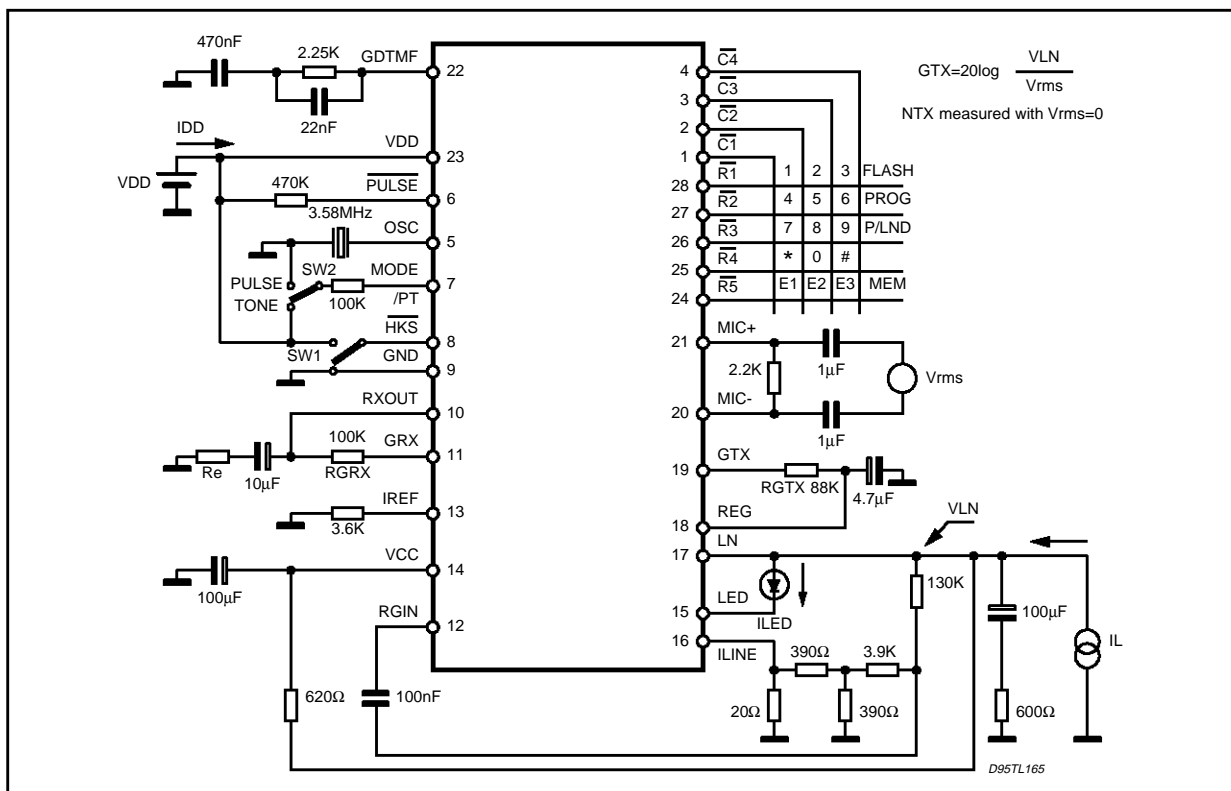 470nF
2.25K
GDTMF
22
22nF
IDD
VDD
23
VDD
470K
PULSE
6
3.58MHz
OSC
5
SW2
PULSE
TONE
MODE
7
100K
/PT
HKS
8
SW1
GND
9
RXOUT
10
100K
GRX
11
Re
10µF
RGRX
IREF
13
3.6K
VCC
14
100µF
RGIN
12
620Ω
100nF
C4
4
C3
3
C2
2
C1
1
R1
28
R2
27
R3
26
R4
25
R5
24
1 2 3 FLASH
4 5 6 PROG
7 8 9 P/LND
* 0 #
E1 E2 E3 MEM
GTX=20log VLN
Vrms
NTX measured with Vrms=0
MIC+
21
2.2K
1µF
Vrms
MIC-
20
1µF
GTX
19
RGTX 88K
4.7µF
REG
18
VLN
LN
17
130K
LED
15
ILED
100µF
IL
16
ILINE
390Ω
3.9K
20Ω
390Ω
600Ω
D95TL165